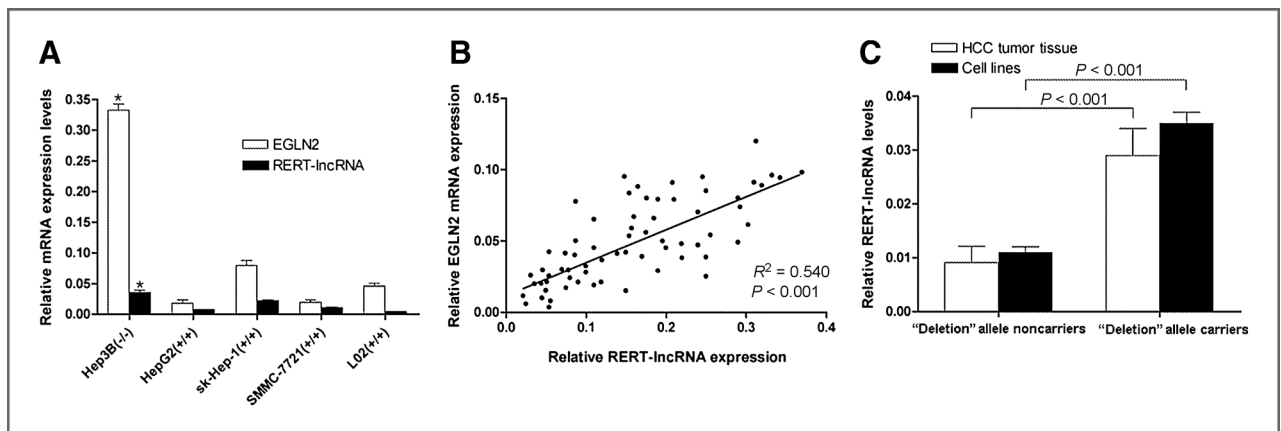 A
Relative mRNA expression levels
0.35
0.30
0.25
0.20
0.15
0.10
0.05
0.00
*
*
EGLN2
RERT-lncRNA
Hep3B(-/-)
HepG2(+/+)
sk-Hep-1(+/+)
SMMC-7721(+/+)
L02(+/+)
B
Relative EGLN2 mRNA expression
0.15
0.10
0.05
0.00
R² = 0.540
P < 0.001
0.0 0.1 0.2 0.3 0.4
Relative RERT-lncRNA expression
C
HCC tumor tissue
Cell lines
P < 0.001
P < 0.001
Relative RERT-lncRNA levels
0.04
0.03
0.02
0.01
0.00
“Deletion” allele noncarriers
“Deletion” allele carriers